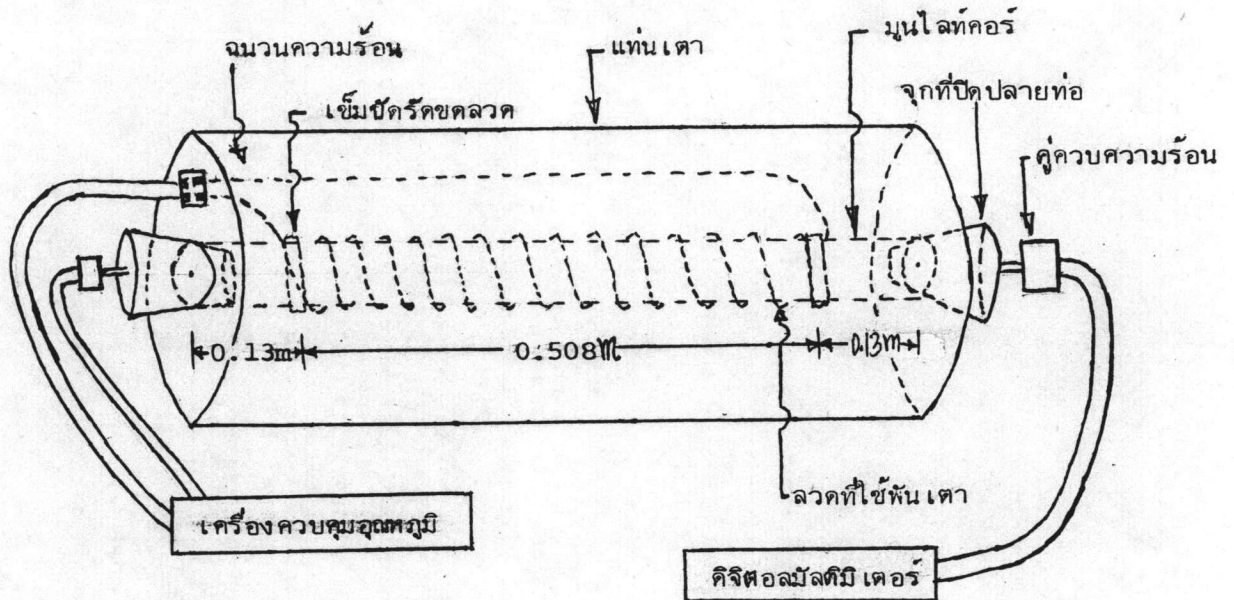 ฉนวนความร้อน
แท่นเตา
มูนไลท์คอร์
เข็มขัดรัดขดลวด
จุกที่ปิดปลายท่อ
คู่ควบความร้อน
0.13m
0.508m
0.13m
ลวดที่ใช้พันเตา
เครื่องควบคุมอุณหภูมิ
ดิจิตอลมัลติมิเตอร์